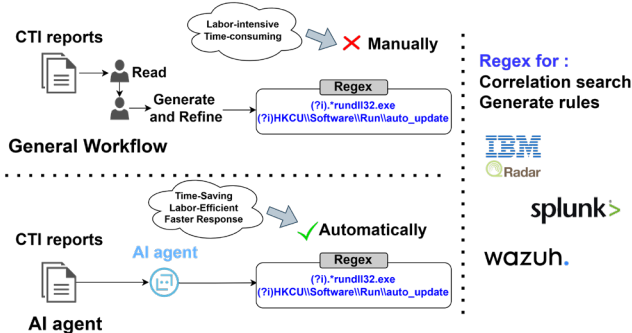 Labor-intensive
Time-consuming
CTI reports
Manually
Read
Generate
and Refine
Regex
(?i).*rundll32.exe
(?i)HKCU\\Software\\Run\\auto_update
General Workflow
Time-Saving
Labor-Efficient
Faster Response
CTI reports
Automatically
AI agent
Regex
(?i).*rundll32.exe
(?i)HKCU\\Software\\Run\\auto_update
AI agent
Regex for :
Correlation search
Generate rules
IBM
QRadar
splunk>
wazuh.